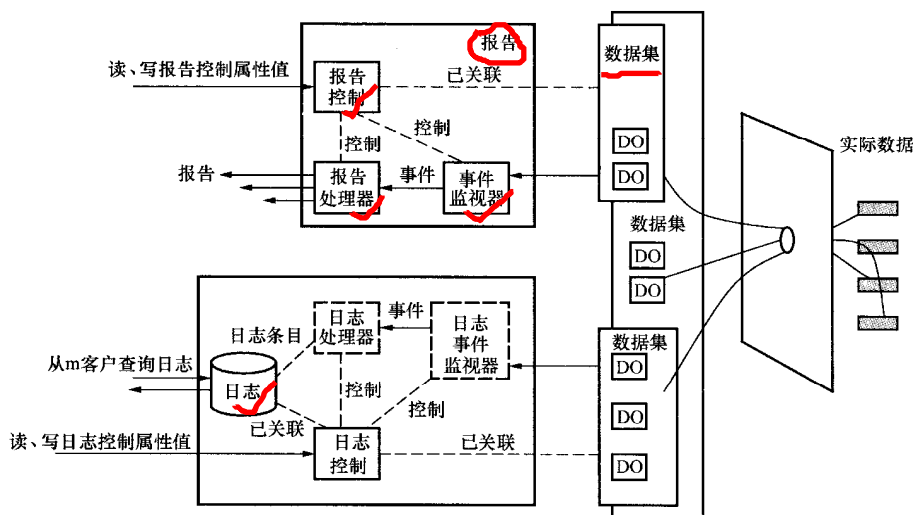 报告
数据集
读、写报告控制属性值
报告
控制
已关联
控制
控制
DO
DO
实际数据
报告
报告
处理器
事件
事件
监视器
数据集
DO
DO
日志条目
日志
处理器
事件
日志
事件
监视器
数据集
DO
从m客户查询日志
日志
控制
控制
DO
已关联
读、写日志控制属性值
日志
控制
已关联
DO